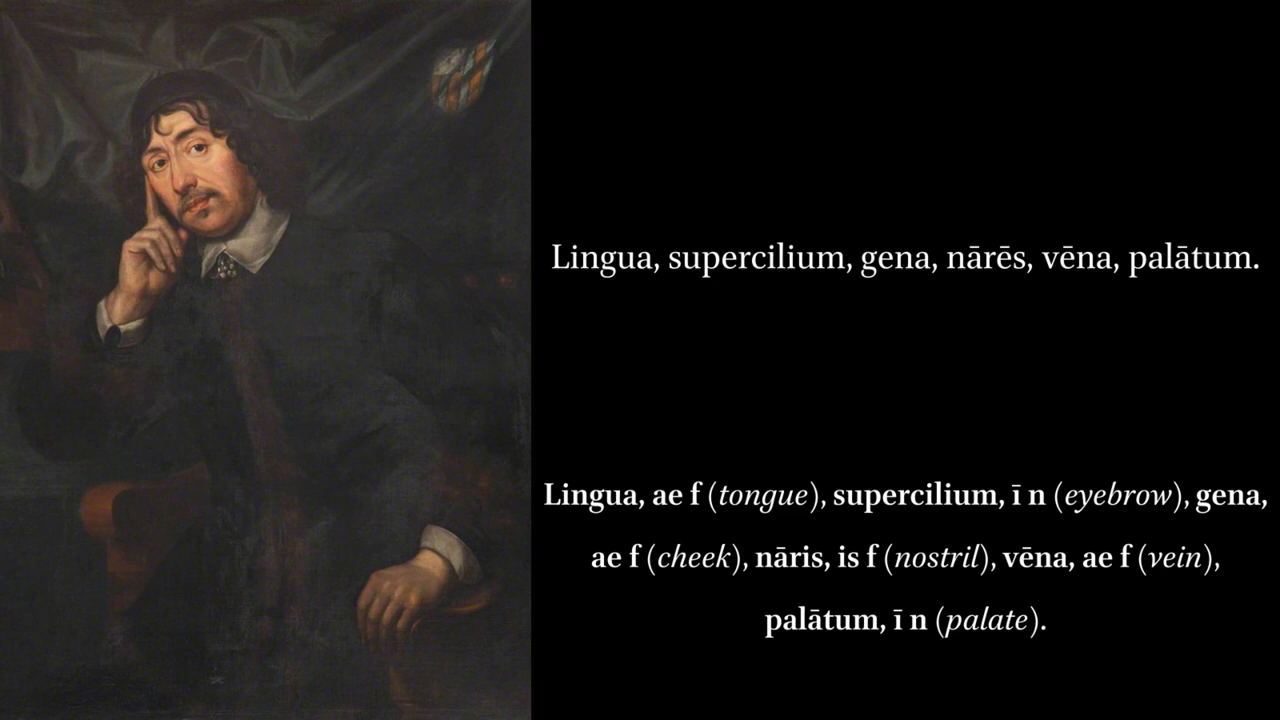 Lingua, supercilium, gena, nārēs, vēna, palātum.
Lingua, ae f (tongue), supercilium, ī n (eyebrow), gena,
ae f (cheek), nāris, is f (nostril), vēna, ae f (vein),
palātum, ī n (palate).